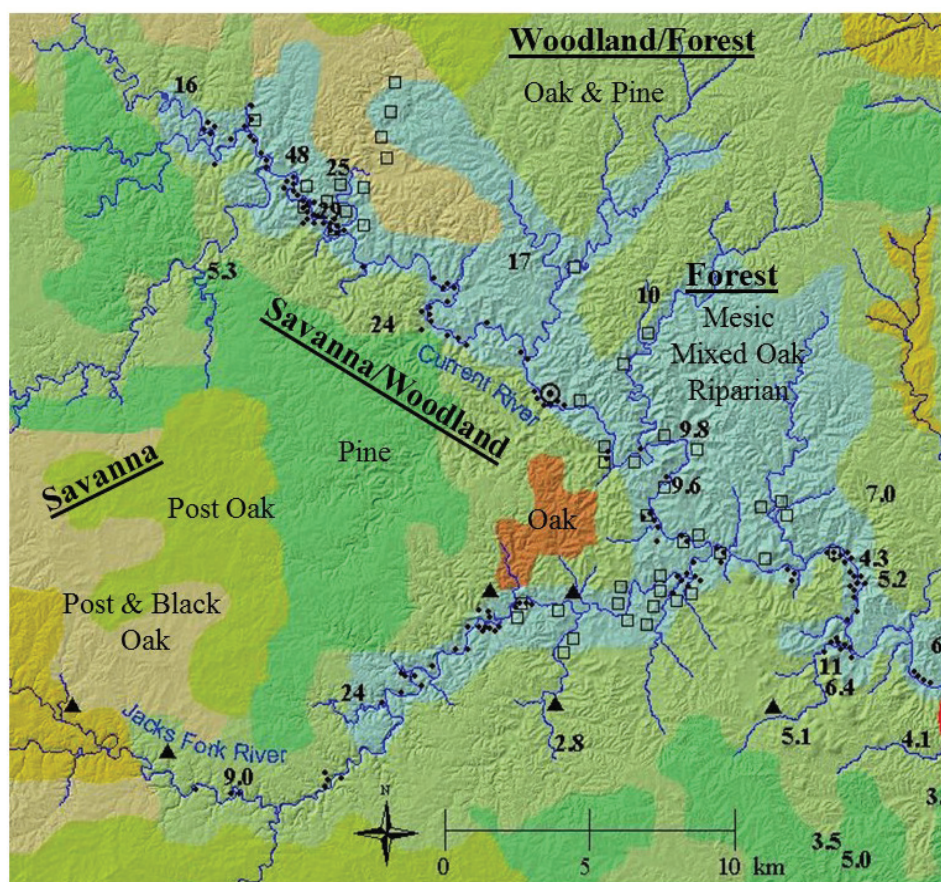 Woodland/Forest
Oak & Pine
16
48
25
29
5.3
17
24
Current River
10
Forest
Mesic
Mixed Oak
Riparian
Savanna/Woodland
Pine
Savanna
Post Oak
Oak
9.8
9.6
7.0
4.3
5.2
Post & Black
Oak
24
11
6.4
6
Jacks Fork River
9.0
2.8
5.1
4.1
3.
3.5
5.0
N
0
5
10
km